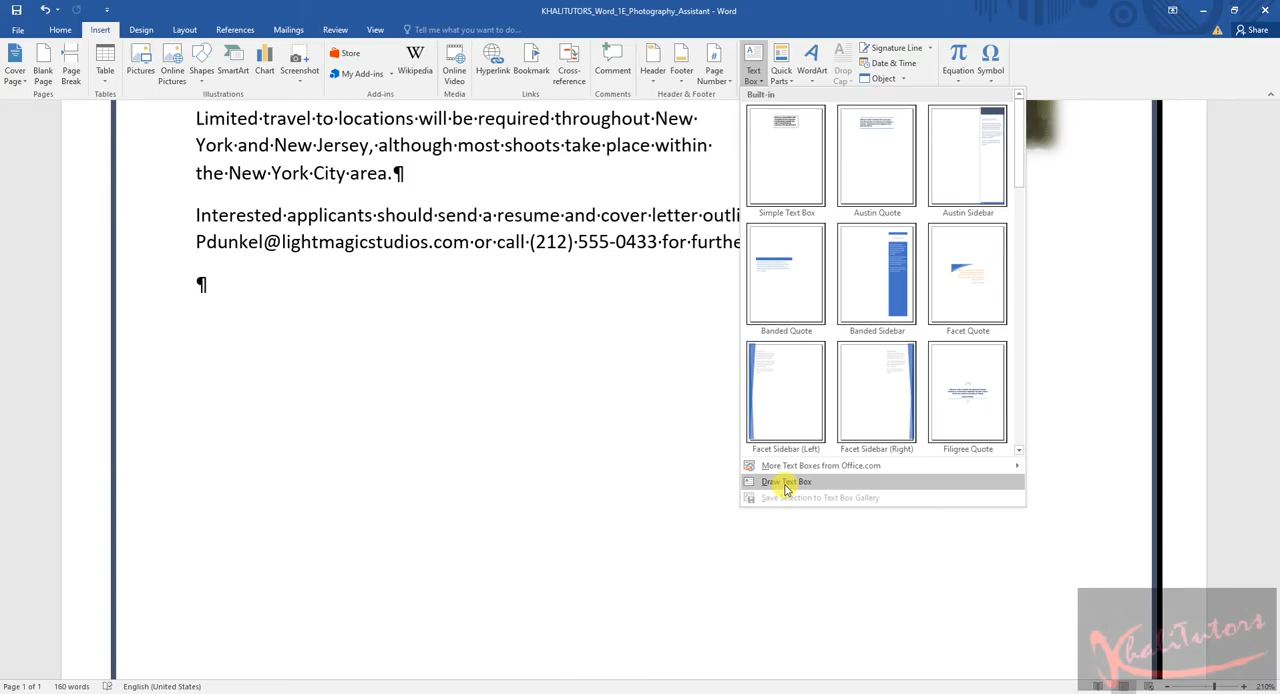 KHALITUTORS_Word_1E_Photography_Assistant - Word
File Home Insert Design Layout References Mailings Review View Tell me what you want to do... Share
Cover Page
Blank Page
Page Break
Table
Pictures
Online Pictures
Shapes
SmartArt
Chart
Screenshot
Store
My Add-ins
Wikipedia
Online Video
Hyperlink
Bookmark
Cross-reference
Comment
Header
Footer
Page Number
Text Box
Quick Parts
WordArt
Drop Cap
Signature Line
Date & Time
Object
Equation
Symbol
Pages Tables Illustrations Add-ins Media Links Comments Header & Footer
Limited·travel·to·locations·will·be·required·throughout·New·
York·and·New·Jersey,·although·most·shoots·take·place·within·
the·New·York·City·area.¶
Interested·applicants·should·send·a·resume·and·cover·letter·outli
Pdunkel@lightmagicstudios.com·or·call·(212)·555-0433·for·furthe
¶
Built-in
Simple Text Box Austin Quote Austin Sidebar
Banded Quote Banded Sidebar Facet Quote
Facet Sidebar (Left) Facet Sidebar (Right) Filigree Quote
More Text Boxes from Office.com
Draw Text Box
Save Selection to Text Box Gallery
KhaliTutors
Page 1 of 1 160 words English (United States) 210%